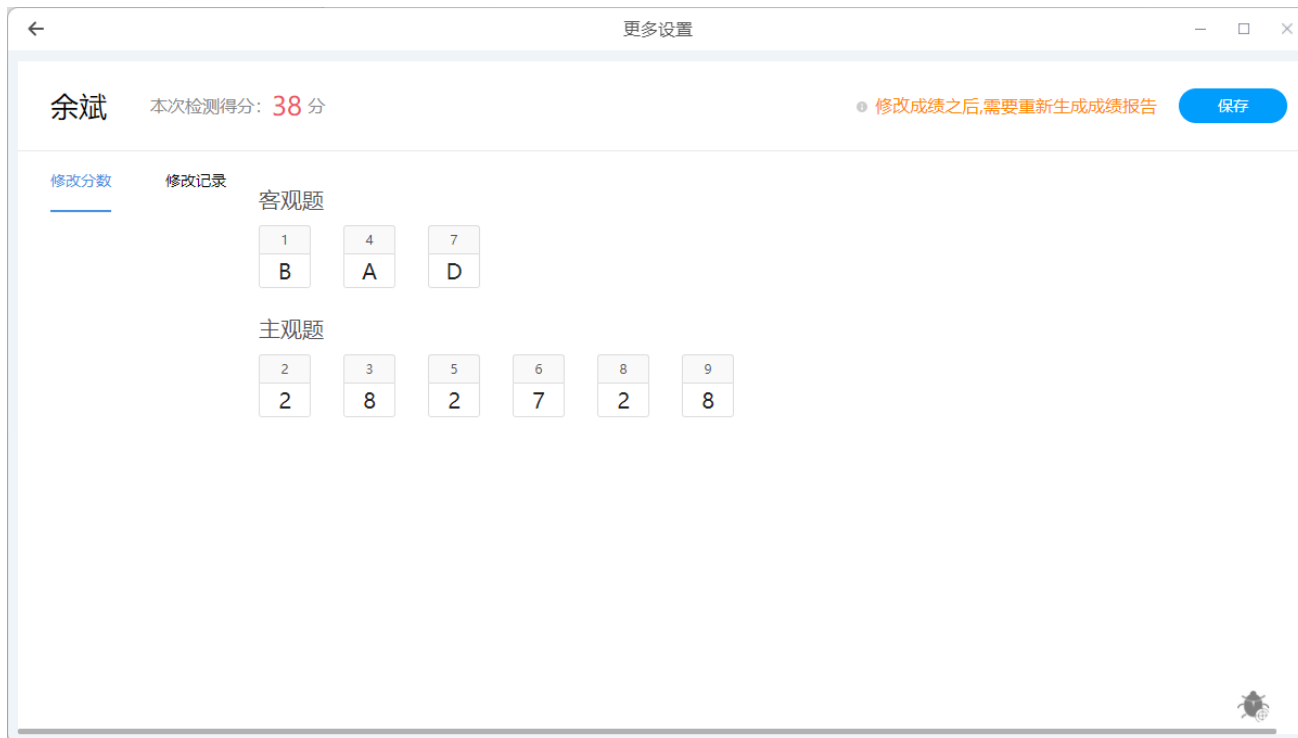 更多设置
余斌 本次检测得分：38 分 修改成绩之后,需要重新生成成绩报告 保存
修改分数 修改记录
客观题
1 4 7
B A D
主观题
2 3 5 6 8 9
2 8 2 7 2 8